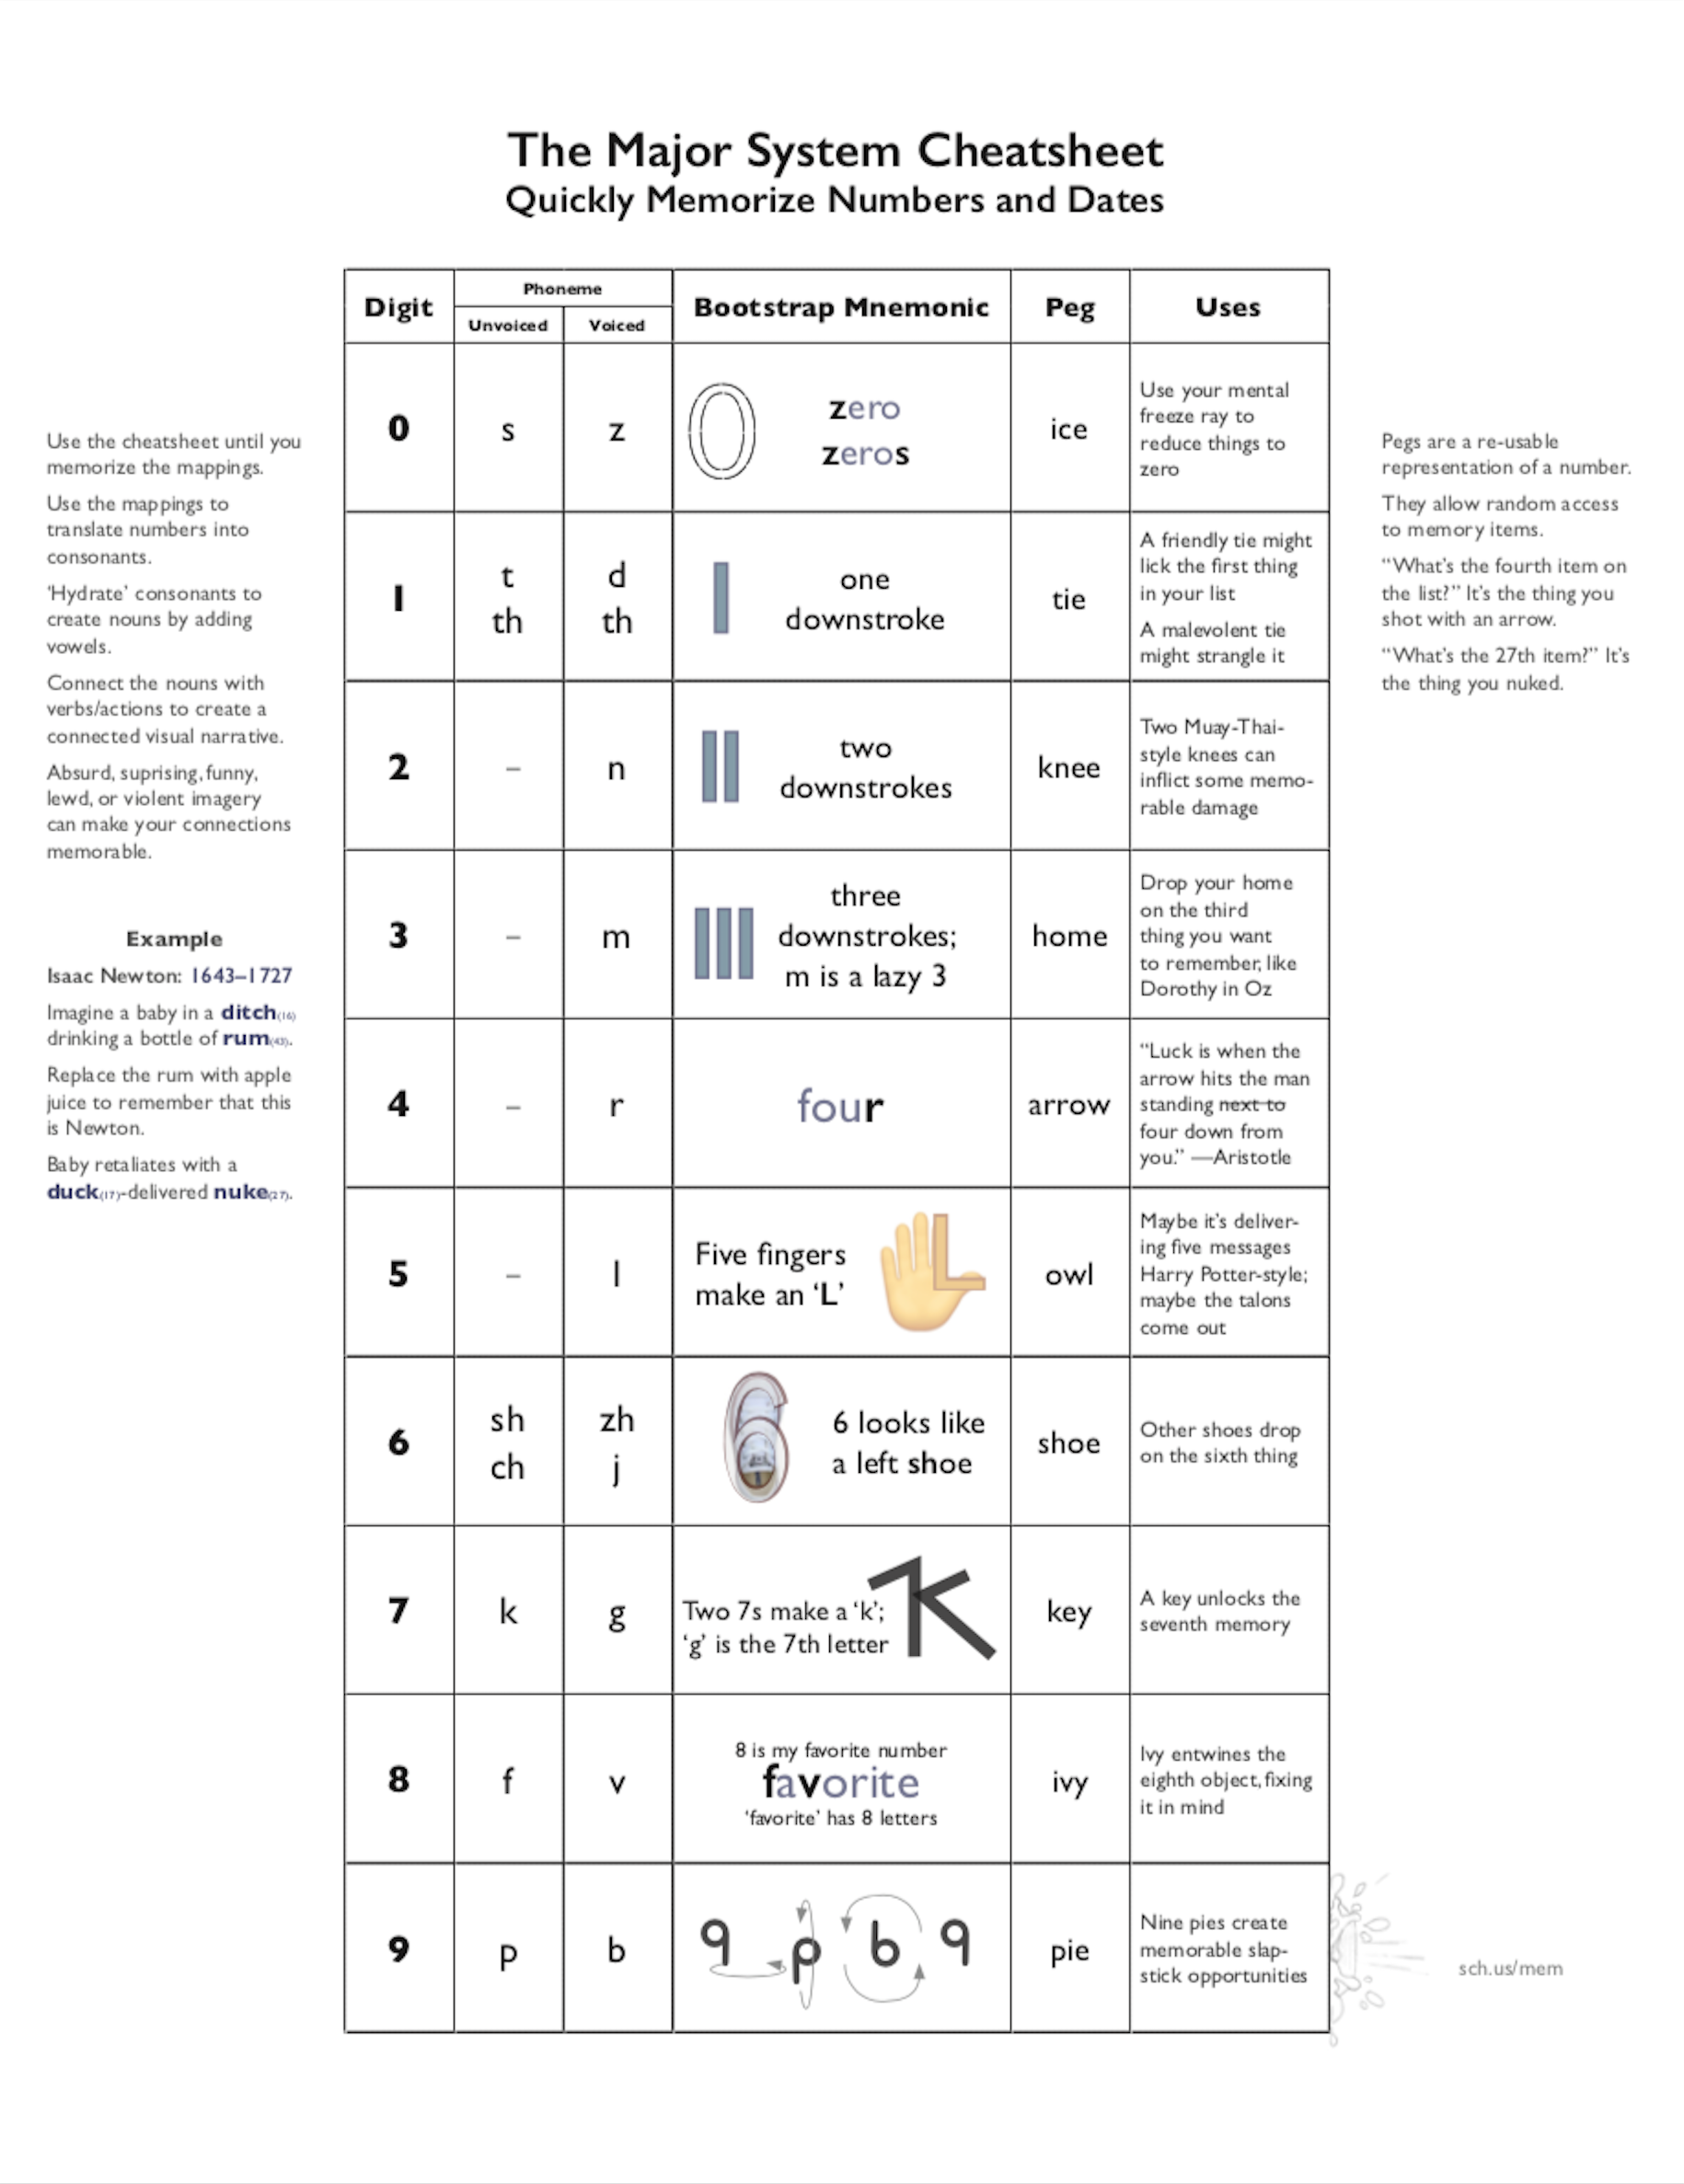 The Major System Cheatsheet
Quickly Memorize Numbers and Dates
Use the cheatsheet until you
memorize the mappings.
Use the mappings to
translate numbers into
consonants.
‘Hydrate’ consonants to
create nouns by adding
vowels.
Connect the nouns with
verbs/actions to create a
connected visual narrative.
Absurd, suprising, funny,
lewd, or violent imagery
can make your connections
memorable.
Example
Isaac Newton: 1643–1727
Imagine a baby in a ditch(16)
drinking a bottle of rum(43).
Replace the rum with apple
juice to remember that this
is Newton.
Baby retaliates with a
duck(17)-delivered nuke(27).
Digit
Phoneme
Unvoiced
Voiced
Bootstrap Mnemonic
Peg
Uses
0
s
z
0
zero
zeros
ice
Use your mental
freeze ray to
reduce things to
zero
1
t
th
d
th
one
downstroke
tie
A friendly tie might
lick the first thing
in your list
A malevolent tie
might strangle it
2
–
n
two
downstrokes
knee
Two Muay-Thai-
style knees can
inflict some memo-
rable damage
3
–
m
three
downstrokes;
m is a lazy 3
home
Drop your home
on the third
thing you want
to remember, like
Dorothy in Oz
4
–
r
four
arrow
“Luck is when the
arrow hits the man
standing next to
four down from
you.” —Aristotle
5
–
l
Five fingers
make an ‘L’
L
owl
Maybe it’s deliver-
ing five messages
Harry Potter-style;
maybe the talons
come out
6
sh
ch
zh
j
6 looks like
a left shoe
shoe
Other shoes drop
on the sixth thing
7
k
g
Two 7s make a ‘k’;
‘g’ is the 7th letter
K
key
A key unlocks the
seventh memory
8
f
v
8 is my favorite number
favorite
‘favorite’ has 8 letters
ivy
Ivy entwines the
eighth object, fixing
it in mind
9
p
b
9 p b 9
pie
Nine pies create
memorable slap-
stick opportunities
Pegs are a re-usable
representation of a number.
They allow random access
to memory items.
“What’s the fourth item on
the list?” It’s the thing you
shot with an arrow.
“What’s the 27th item?” It’s
the thing you nuked.
sch.us/mem